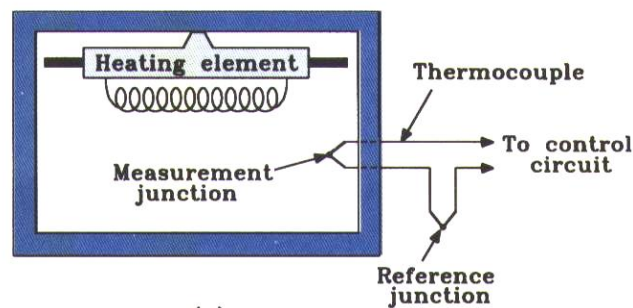 Heating element
Thermocouple
To control
circuit
Measurement
junction
Reference
junction